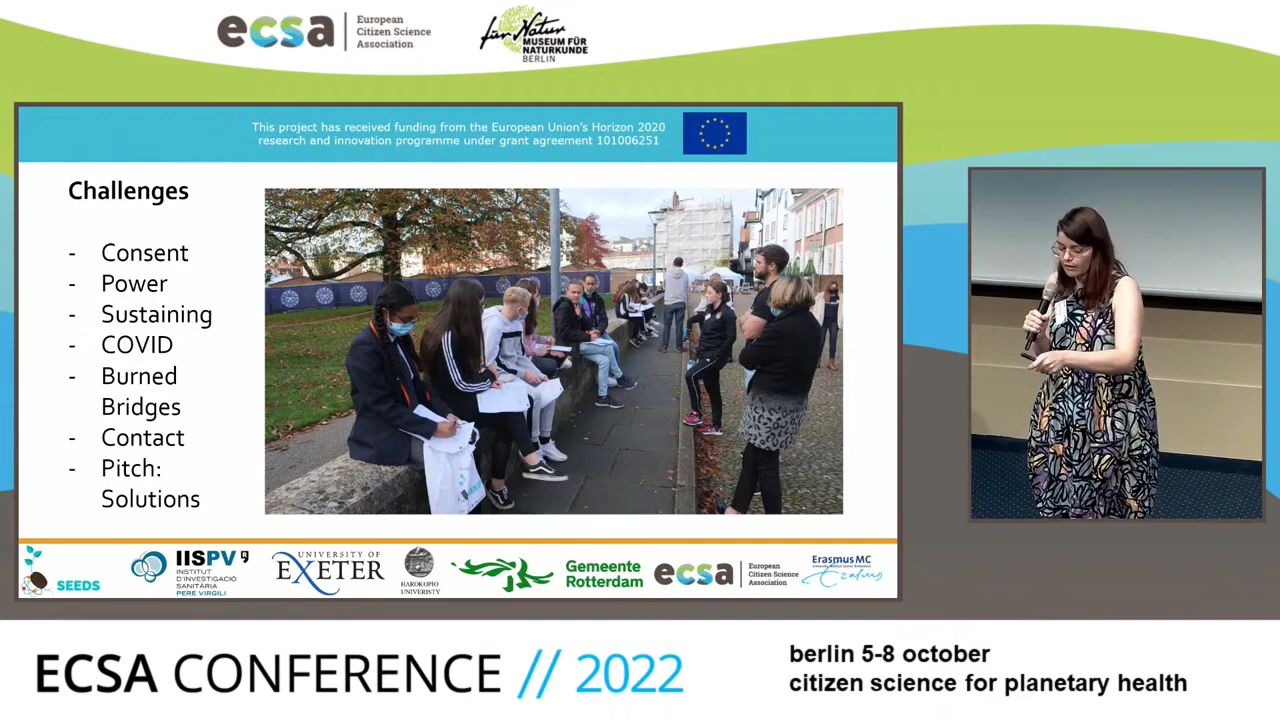 ecsa
European
Citizen Science
Association
für Natur
MUSEUM FÜR
NATURKUNDE
BERLIN
This project has received funding from the European Union's Horizon 2020
research and innovation programme under grant agreement 101006251
Challenges
- Consent
- Power
- Sustaining
- COVID
- Burned
Bridges
- Contact
- Pitch:
Solutions
SEEDS
IISPV
INSTITUT
D'INVESTIGACIÓ
SANITÀRIA
PERE VIRGILI
UNIVERSITY OF
EXETER
HAROKOPIO
UNIVERISTY
Gemeente
Rotterdam
ecsa
European
Citizen Science
Association
Erasmus MC
Erasmus
ECSA CONFERENCE // 2022
berlin 5-8 october
citizen science for planetary health